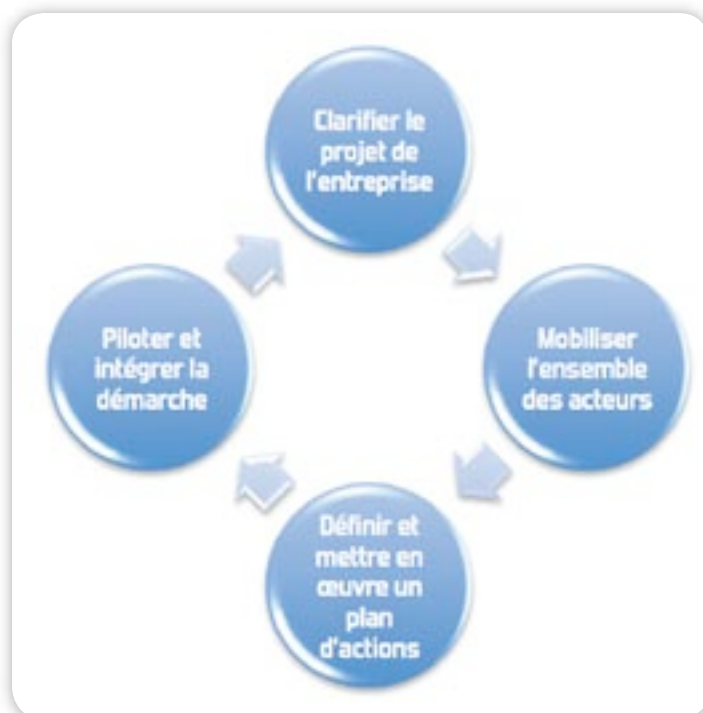 Clarifier le
projet de
l'entreprise
Mobiliser
l'ensemble
des acteurs
Définir et
mettre en
œuvre un
plan
d'actions
Piloter et
intégrer la
démarche